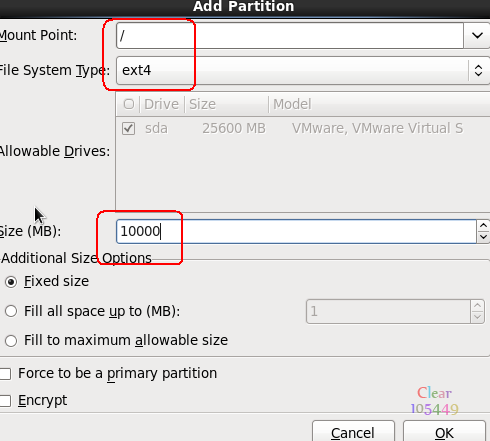 Add Partition
Mount Point: /
File System Type: ext4
Drive Size Model
sda 25600 MB VMware, VMware Virtual S
Allowable Drives:
Size (MB): 10000
Additional Size Options
Fixed size
Fill all space up to (MB): 1
Fill to maximum allowable size
Force to be a primary partition
Encrypt
Clear
105449
Cancel OK